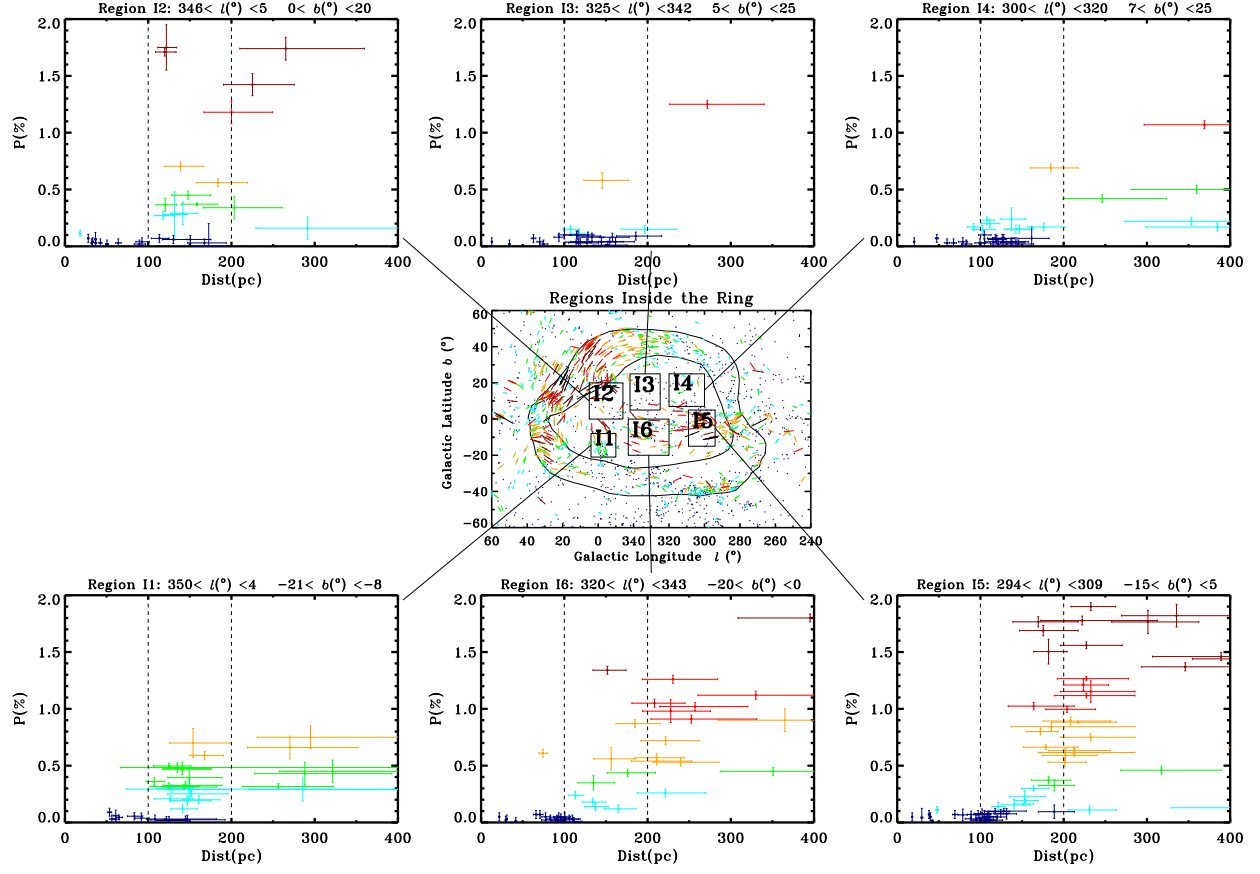 Region I2: 346< l(°) <5 0< b(°) <20
Region I3: 325< l(°) <342 5< b(°) <25
Region I4: 300< l(°) <320 7< b(°) <25
2.0 2.0 2.0
1.5 1.5 1.5
P(%) P(%) P(%)
1.0 1.0 1.0
0.5 0.5 0.5
0.0 0.0 0.0
0 100 200 300 400 0 100 200 300 400 0 100 200 300 400
Dist(pc) Dist(pc) Dist(pc)
Regions Inside the Ring
60
40
20
0
−20
−40
−60
Galactic Latitude b (°)
I2 I3 I4
I1 I6 I5
60 40 20 0 340 320 300 280 260 240
Galactic Longitude l (°)
Region I1: 350< l(°) <4 −21< b(°) <−8
Region I6: 320< l(°) <343 −20< b(°) <0
Region I5: 294< l(°) <309 −15< b(°) <5
2.0 2.0 2.0
1.5 1.5 1.5
P(%) P(%) P(%)
1.0 1.0 1.0
0.5 0.5 0.5
0.0 0.0 0.0
0 100 200 300 400 0 100 200 300 400 0 100 200 300 400
Dist(pc) Dist(pc) Dist(pc)